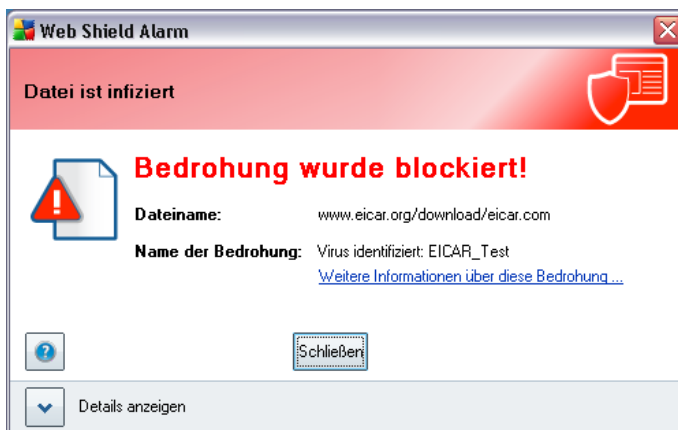 Web Shield Alarm
Datei ist infiziert
Bedrohung wurde blockiert!
Dateiname: www.eicar.org/download/eicar.com
Name der Bedrohung: Virus identifiziert: EICAR_Test
Weitere Informationen über diese Bedrohung ...
Schließen
Details anzeigen